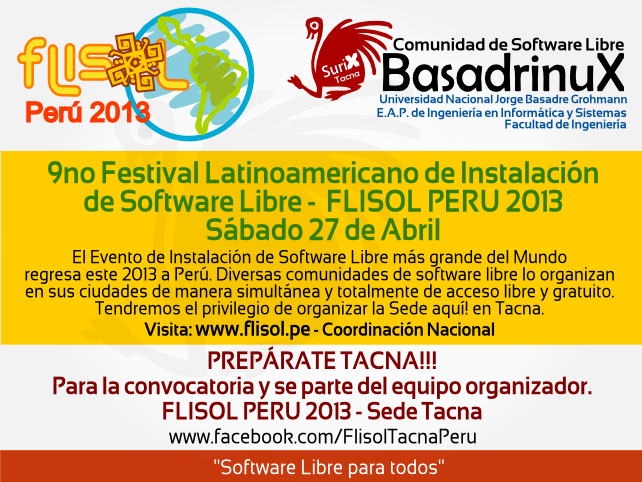 FLISOL
Perú 2013
SuriX
Tacna
Comunidad de Software Libre
BasadrinuX
Universidad Nacional Jorge Basadre Grohmann
E.A.P. de Ingeniería en Informática y Sistemas
Facultad de Ingeniería
9no Festival Latinoamericano de Instalación
de Software Libre - FLISOL PERU 2013
Sábado 27 de Abril
El Evento de Instalación de Software Libre más grande del Mundo
regresa este 2013 a Perú. Diversas comunidades de software libre lo organizan
en sus ciudades de manera simultánea y totalmente de acceso libre y gratuito.
Tendremos el privilegio de organizar la Sede aquí! en Tacna.
Visita: www.flisol.pe - Coordinación Nacional
PREPÁRATE TACNA!!!
Para la convocatoria y se parte del equipo organizador.
FLISOL PERU 2013 - Sede Tacna
www.facebook.com/FlisolTacnaPeru
"Software Libre para todos"